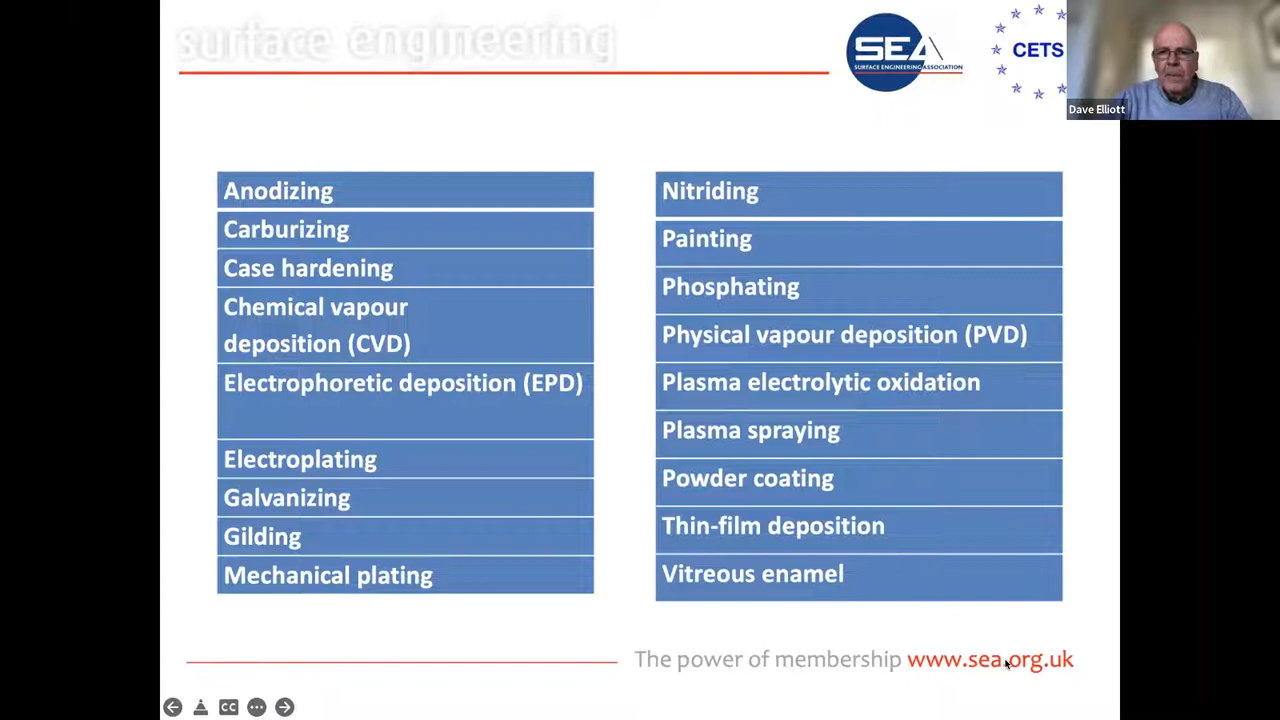 surface engineering
SEA
SURFACE ENGINEERING ASSOCIATION
CETS
Dave Elliott
Anodizing
Carburizing
Case hardening
Chemical vapour
deposition (CVD)
Electrophoretic deposition (EPD)
Electroplating
Galvanizing
Gilding
Mechanical plating
Nitriding
Painting
Phosphating
Physical vapour deposition (PVD)
Plasma electrolytic oxidation
Plasma spraying
Powder coating
Thin-film deposition
Vitreous enamel
The power of membership www.sea.org.uk
CC